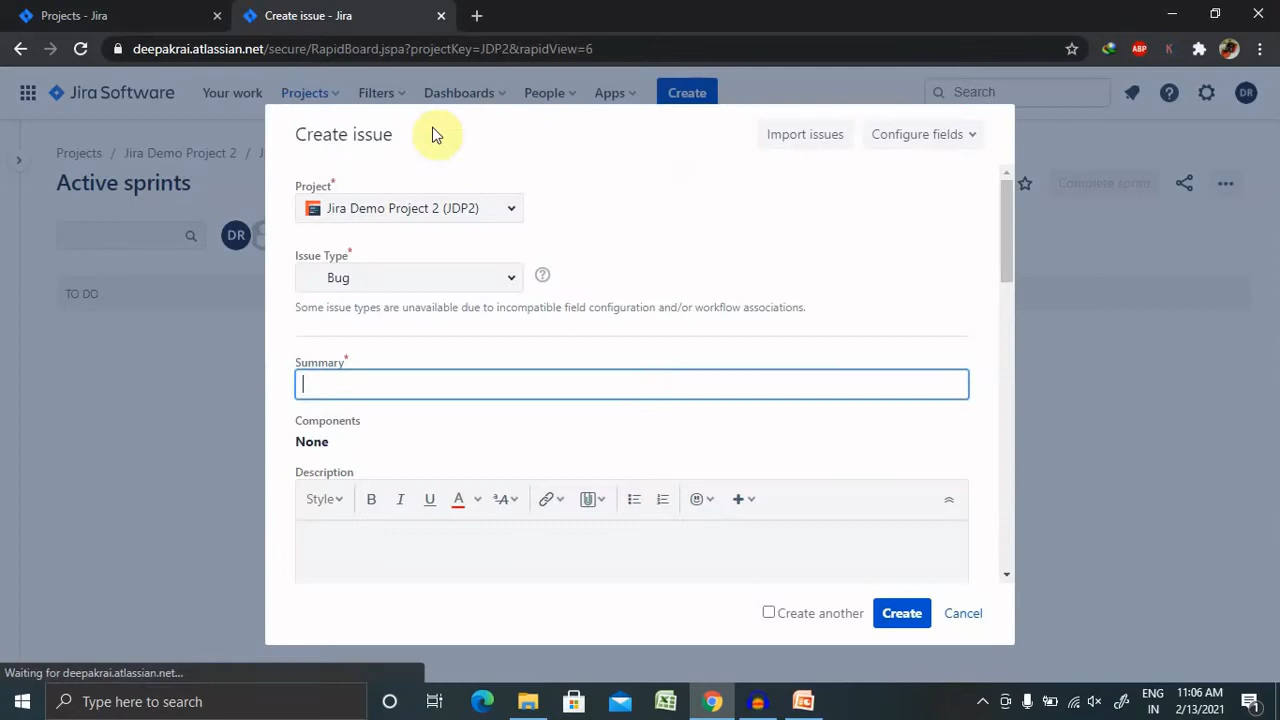 Projects - Jira
Create issue - Jira
deepakrai.atlassian.net/secure/RapidBoard.jspa?projectKey=JDP2&rapidView=6
ABP
K
Jira Software
Your work
Projects
Filters
Dashboards
People
Apps
Create
Search
DR
Create issue
Import issues
Configure fields
Projects / Jira Demo Project 2 /
Active sprints
Complete sprint
Project*
Jira Demo Project 2 (JDP2)
DR
Issue Type*
Bug
TO DO
Some issue types are unavailable due to incompatible field configuration and/or workflow associations.
Summary*
Components
None
Description
Style
B I U A
Create another
Create
Cancel
Waiting for deepakrai.atlassian.net...
Type here to search
ENG
IN
11:06 AM
2/13/2021
1